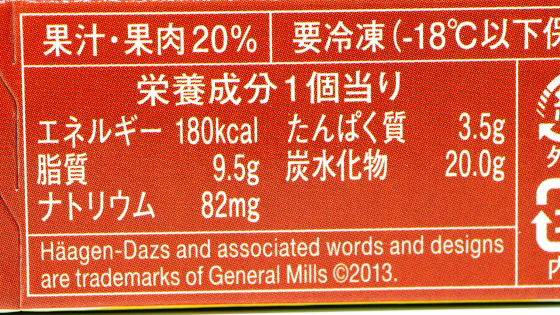 果汁・果肉20% 要冷凍(-18℃以下
栄養成分1個当り
エネルギー 180kcal たんぱく質 3.5g
脂質 9.5g 炭水化物 20.0g
ナトリウム 82mg
Häagen-Dazs and associated words and designs
are trademarks of General Mills ©2013.